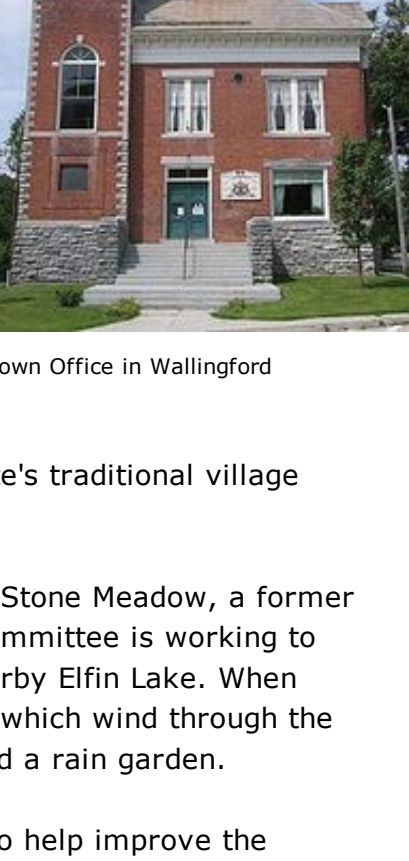 own Office in Wallingford
e's traditional village
Stone Meadow, a former
mmittee is working to
rby Elfin Lake. When
which wind through the
d a rain garden.
o help improve the